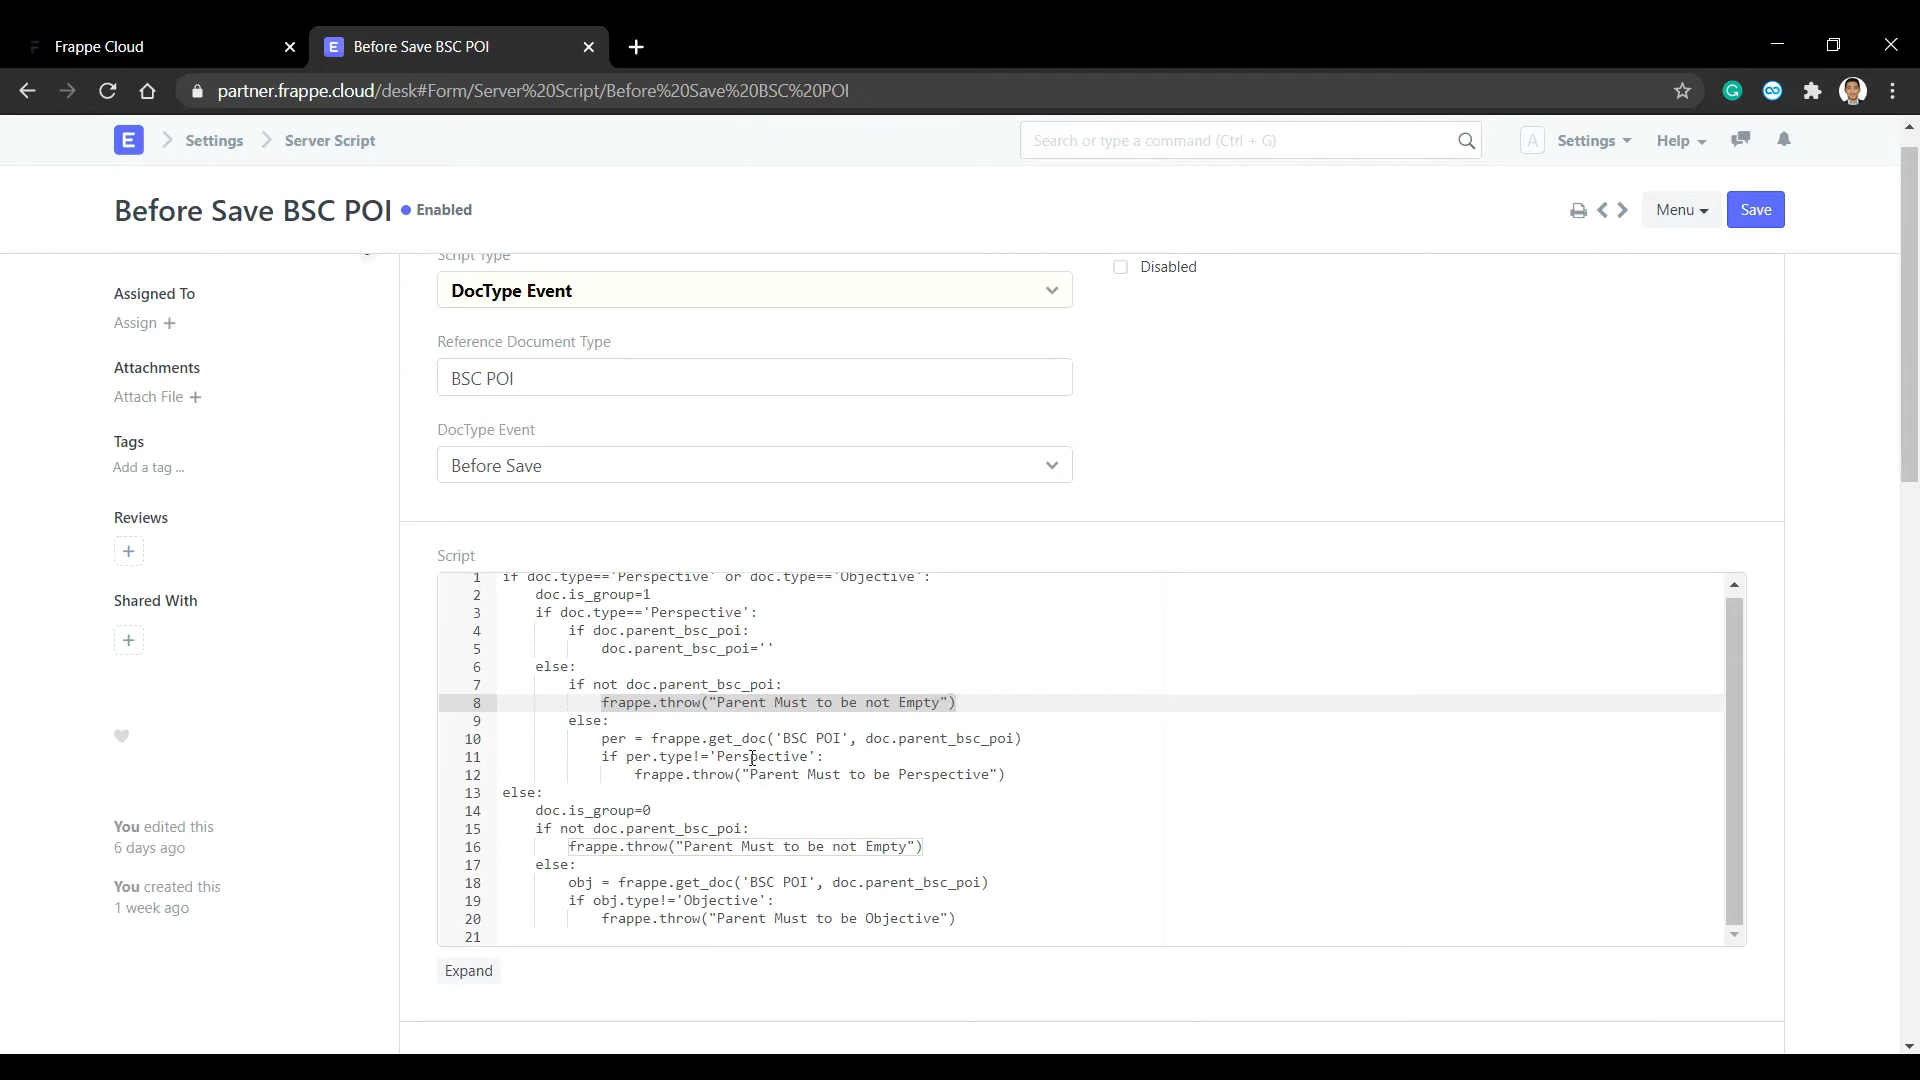 Frappe Cloud
E Before Save BSC POI
partner.frappe.cloud/desk#Form/Server%20Script/Before%20Save%20BSC%20POI
E Settings Server Script
Search or type a command (Ctrl + G)
A Settings Help
Before Save BSC POI Enabled
Menu Save
Assigned To
Assign +
Attachments
Attach File +
Tags
Add a tag ...
Reviews
+
Shared With
+
You edited this
6 days ago
You created this
1 week ago
Script Type
DocType Event
Disabled
Reference Document Type
BSC POI
DocType Event
Before Save
Script
1 if doc.type=='Perspective' or doc.type=='Objective':
2 doc.is_group=1
3 if doc.type=='Perspective':
4 if doc.parent_bsc_poi:
5 doc.parent_bsc_poi=''
6 else:
7 if not doc.parent_bsc_poi:
8 frappe.throw("Parent Must to be not Empty")
9 else:
10 per = frappe.get_doc('BSC POI', doc.parent_bsc_poi)
11 if per.type!='Perspective':
12 frappe.throw("Parent Must to be Perspective")
13 else:
14 doc.is_group=0
15 if not doc.parent_bsc_poi:
16 frappe.throw("Parent Must to be not Empty")
17 else:
18 obj = frappe.get_doc('BSC POI', doc.parent_bsc_poi)
19 if obj.type!='Objective':
20 frappe.throw("Parent Must to be Objective")
21
Expand